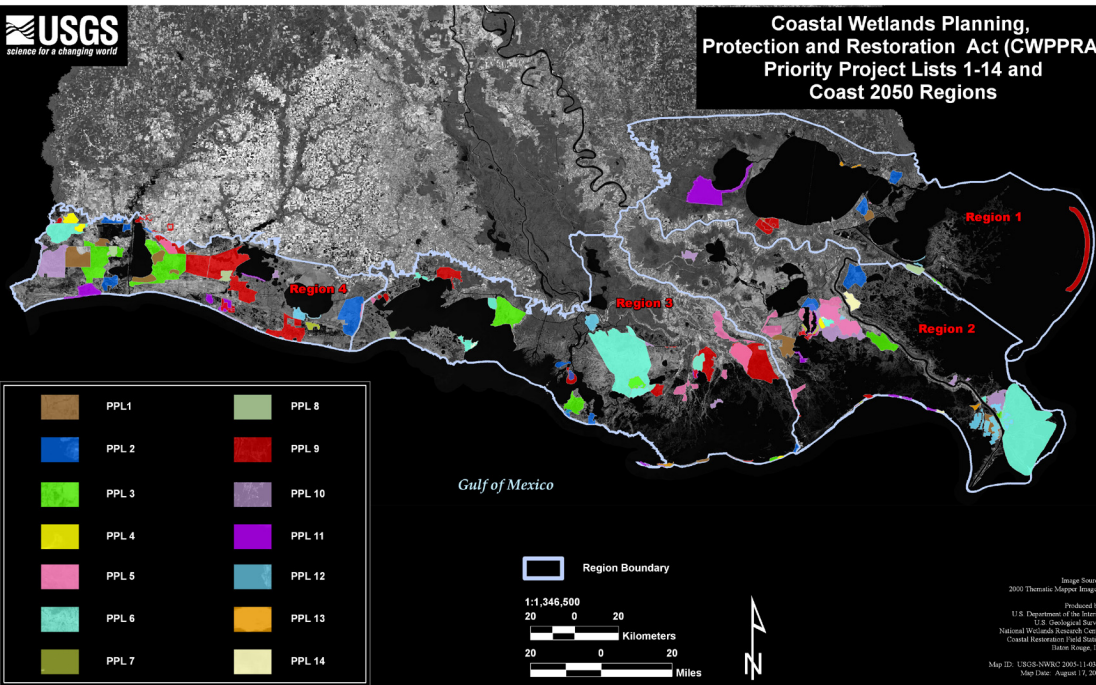 USGS
science for a changing world
Coastal Wetlands Planning,
Protection and Restoration Act (CWPPRA
Priority Project Lists 1-14 and
Coast 2050 Regions
Region 1
Region 2
Region 3
Region 4
Gulf of Mexico
PPL1
PPL 2
PPL 3
PPL 4
PPL 5
PPL 6
PPL 7
PPL 8
PPL 9
PPL 10
PPL 11
PPL 12
PPL 13
PPL 14
Region Boundary
1:1,346,500
20 0 20
Kilometers
20 0 20
Miles
N
Image Sourc
2000 Thematic Mapper Image
Produced b
U.S. Department of the Inter
U.S. Geological Surv
National Wetlands Research Cent
Coastal Restoration Field Stati
Baton Rouge, L
Map ID: USGS-NWRC 2005-11-03
Map Date: August 17, 20